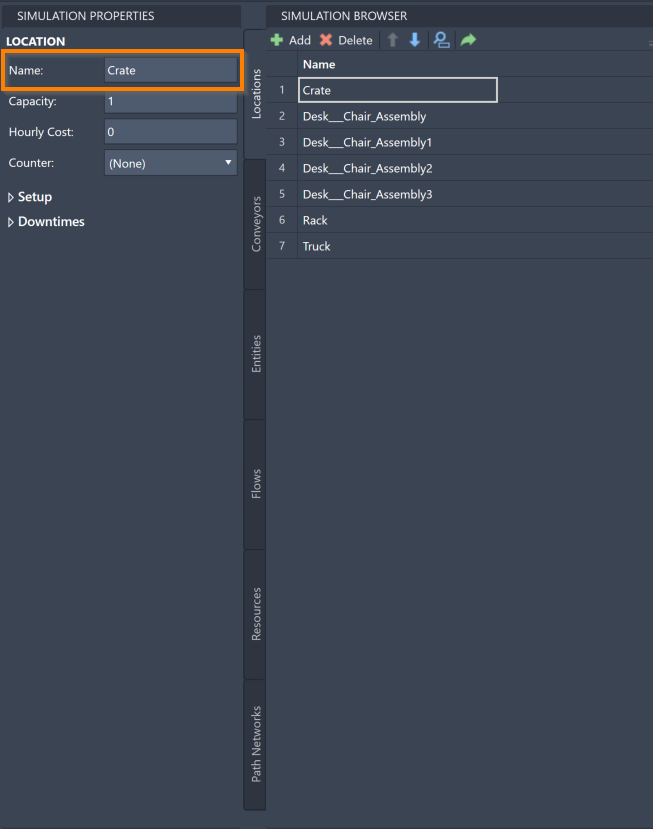 SIMULATION PROPERTIES
LOCATION
Name: Crate
Capacity: 1
Hourly Cost: 0
Counter: (None)
Setup
Downtimes
Locations
Conveyors
Entities
Flows
Resources
Path Networks
SIMULATION BROWSER
Add Delete
Name
1 Crate
2 Desk___Chair_Assembly
3 Desk___Chair_Assembly1
4 Desk___Chair_Assembly2
5 Desk___Chair_Assembly3
6 Rack
7 Truck